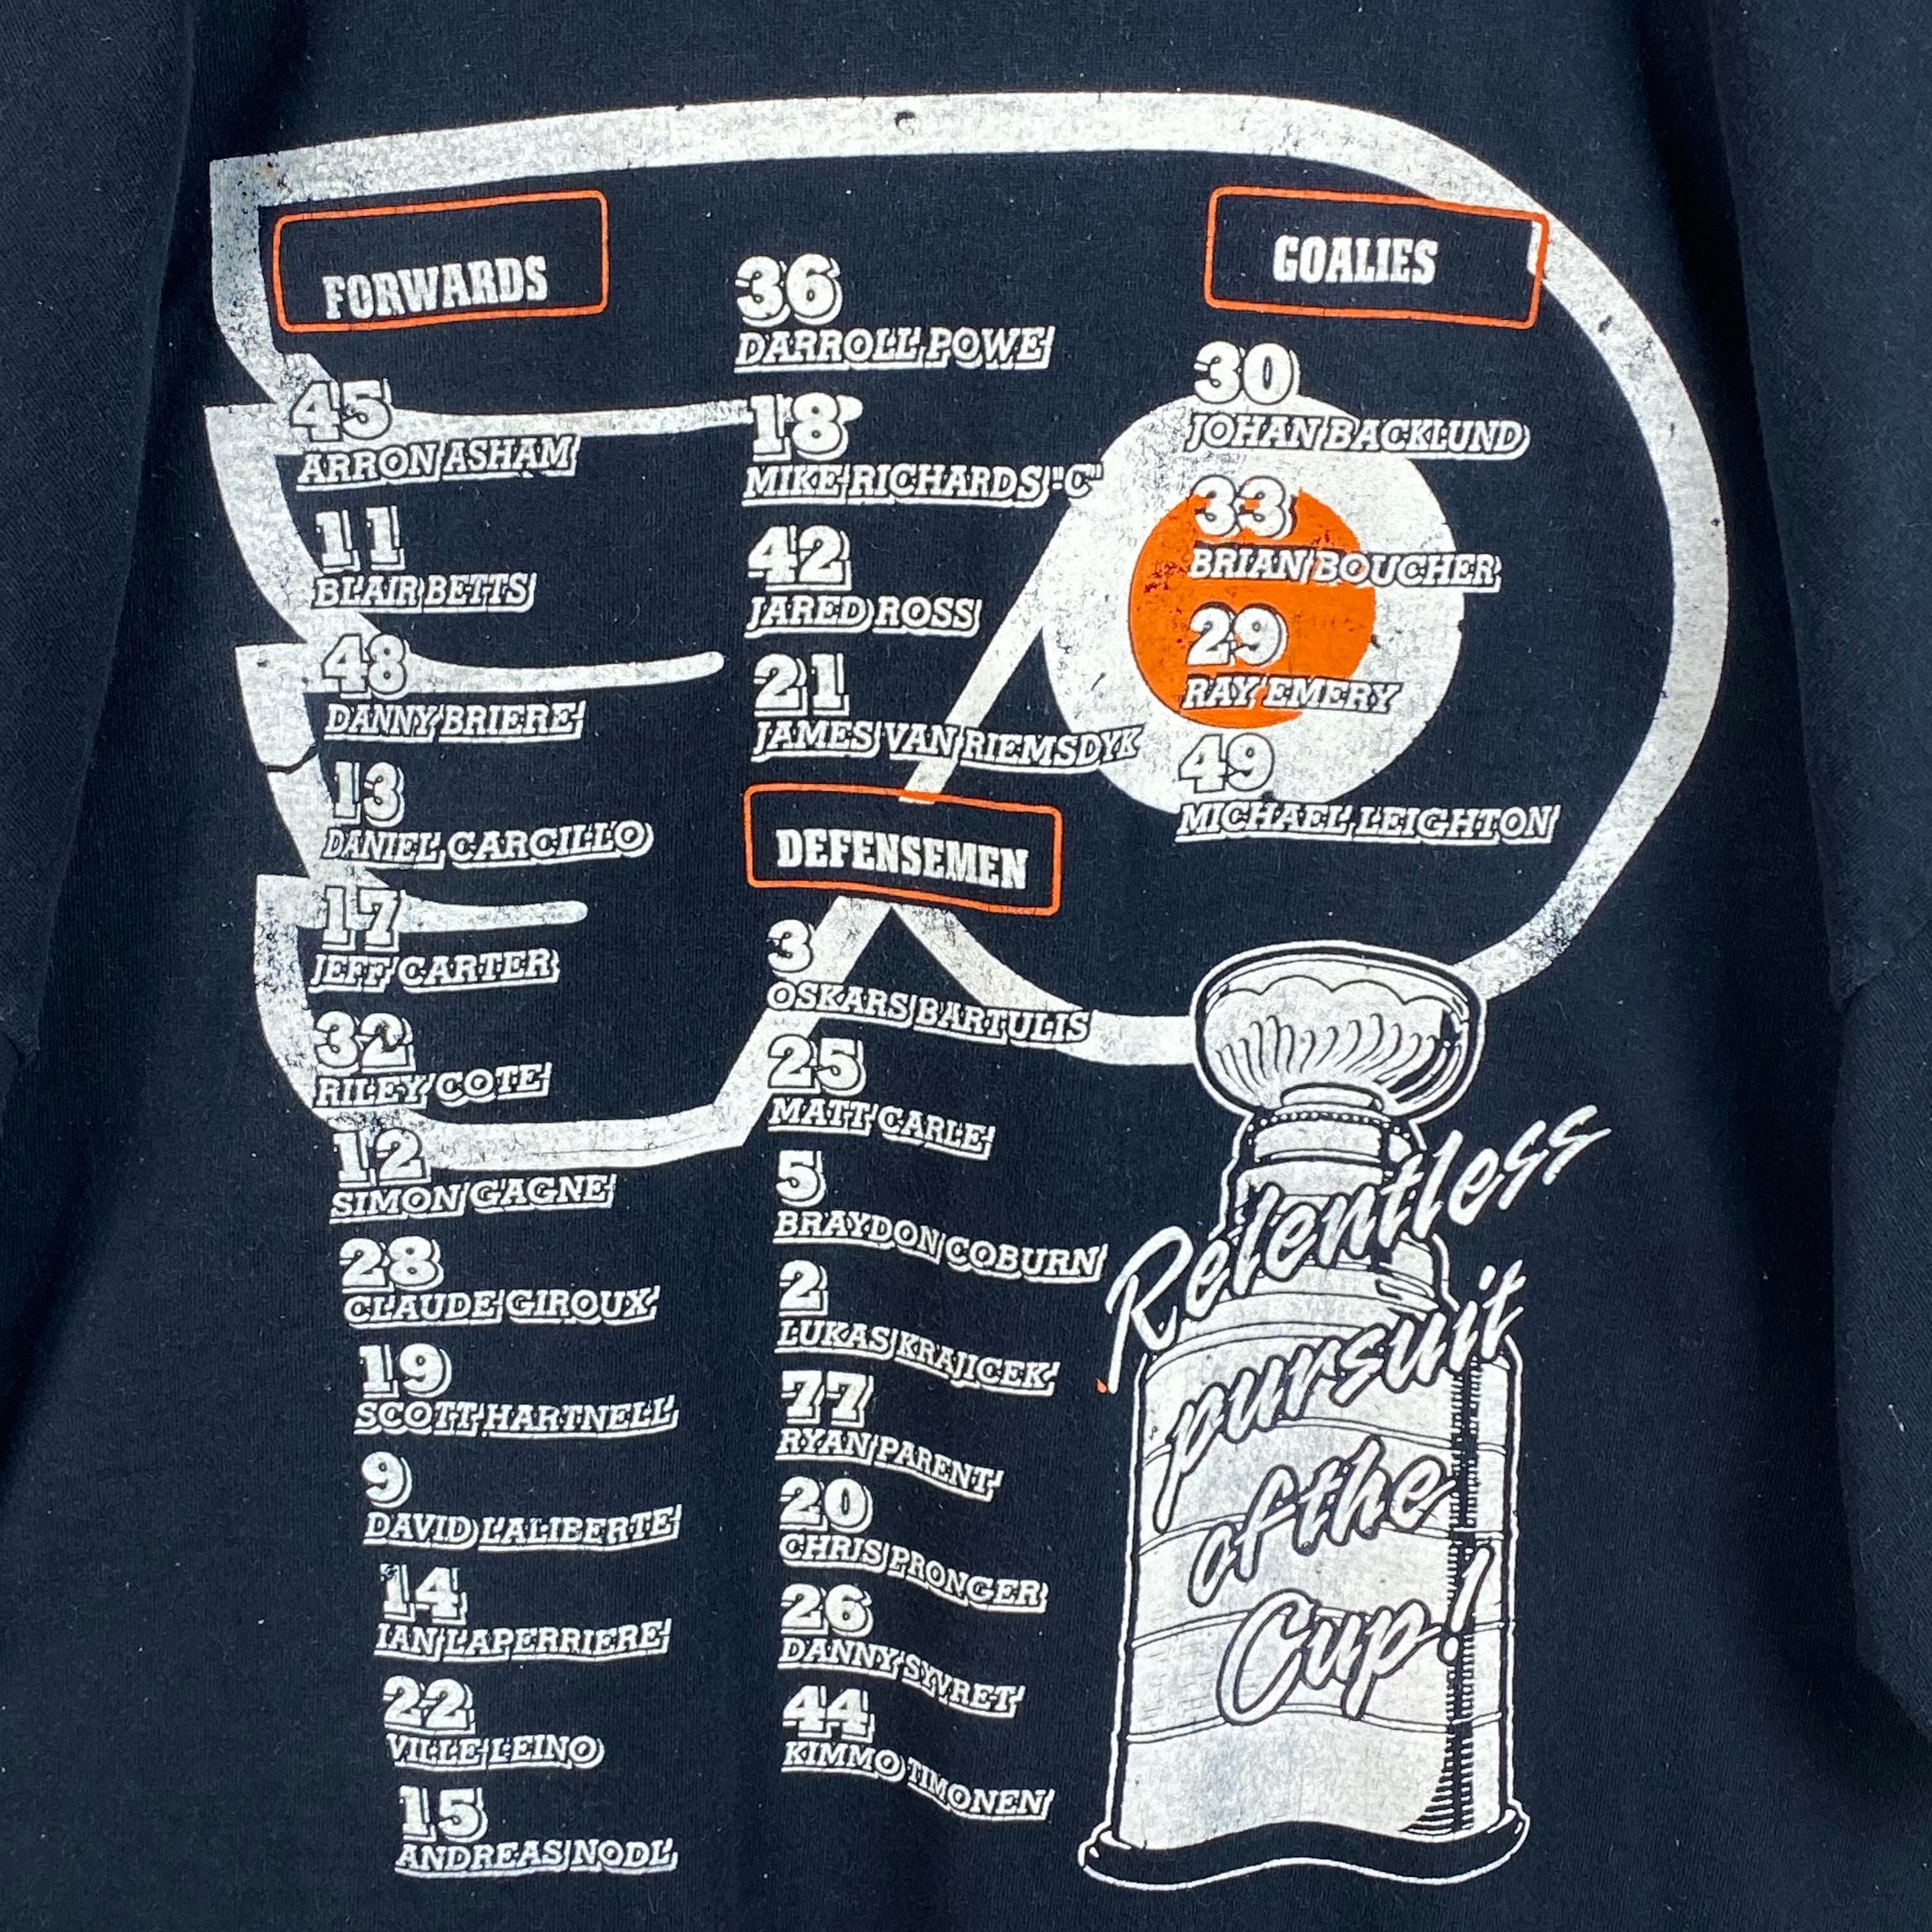 FORWARDS
45
ARRON ASHAM
11
BLAIR BETTS
48
DANNY BRIERE
13
DANIEL CARCILLO
17
JEFF CARTER
32
RILEY COTE
12
SIMON GAGNE
28
CLAUDE GIROUX
19
SCOTT HARTNELL
9
DAVID LALIBERTE
14
IAN LAPERRIERE
22
VILLE LEINO
15
ANDREAS NODL
36
DARROLL POWE
18
MIKE RICHARDS "C"
42
JARED ROSS
21
JAMES VAN RIEMSDYK
DEFENSEMEN
3
OSKARS BARTULIS
25
MATT CARLE
5
BRAYDON COBURN
2
LUKAS KRAJICEK
77
RYAN PARENT
20
CHRIS PRONGER
26
DANNY SYVRET
44
KIMMO TIMONEN
GOALIES
30
JOHAN BACKLUND
33
BRIAN BOUCHER
29
RAY EMERY
49
MICHAEL LEIGHTON
Relentless
pursuit
of the
Cup!